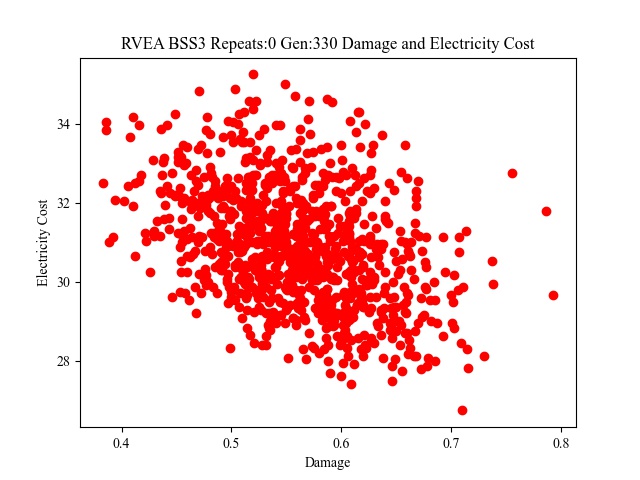 RVEA BSS3 Repeats:0 Gen:330 Damage and Electricity Cost
34
32
30
28
Electricity Cost
0.4 0.5 0.6 0.7 0.8
Damage